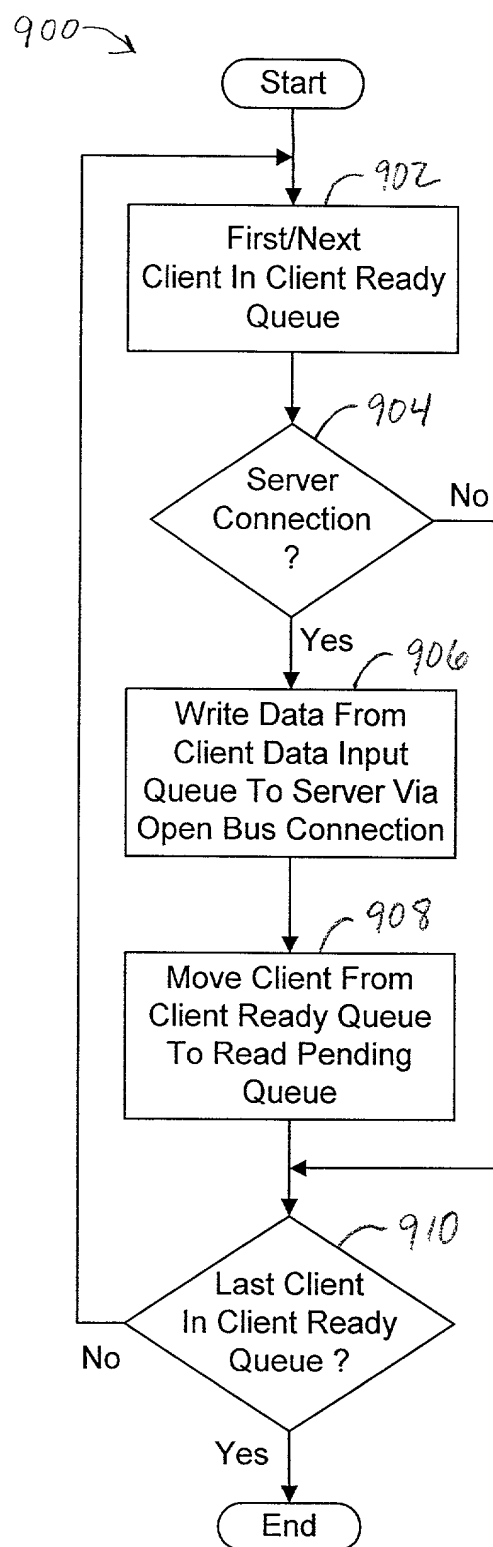 900
Start
902
First/Next
Client In Client Ready
Queue
904
Server
Connection
?
No
Yes
906
Write Data From
Client Data Input
Queue To Server Via
Open Bus Connection
908
Move Client From
Client Ready Queue
To Read Pending
Queue
910
Last Client
In Client Ready
Queue ?
No
Yes
End